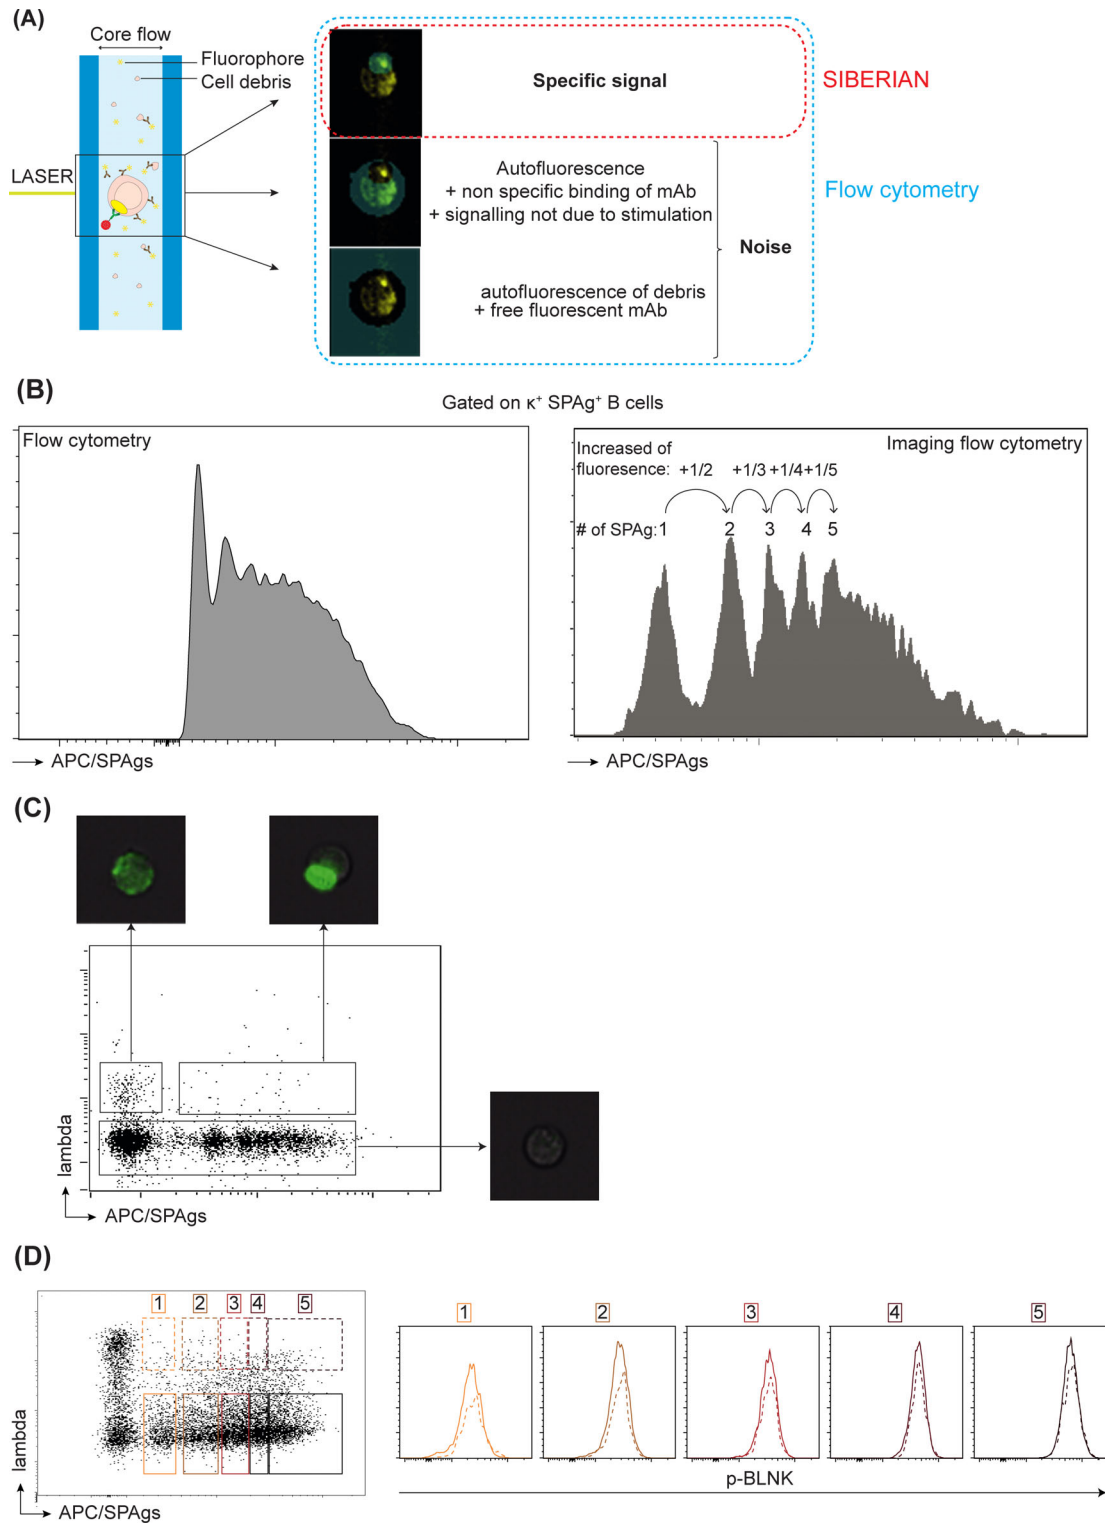 (A)
Core flow
Fluorophore
Cell debris
LASER
Specific signal
SIBERIAN
Autofluorescence
+ non specific binding of mAb
+ signalling not due to stimulation
Flow cytometry
Noise
autofluorescence of debris
+ free fluorescent mAb
(B)
Gated on κ⁺ SPAg⁺ B cells
Flow cytometry
APC/SPAgs
Imaging flow cytometry
Increased of
fluoresence: +1/2 +1/3 +1/4 +1/5
# of SPAg: 1 2 3 4 5
APC/SPAgs
(C)
lambda
APC/SPAgs
(D)
1 2 3 4 5
lambda
APC/SPAgs
1 2 3 4 5
p-BLNK